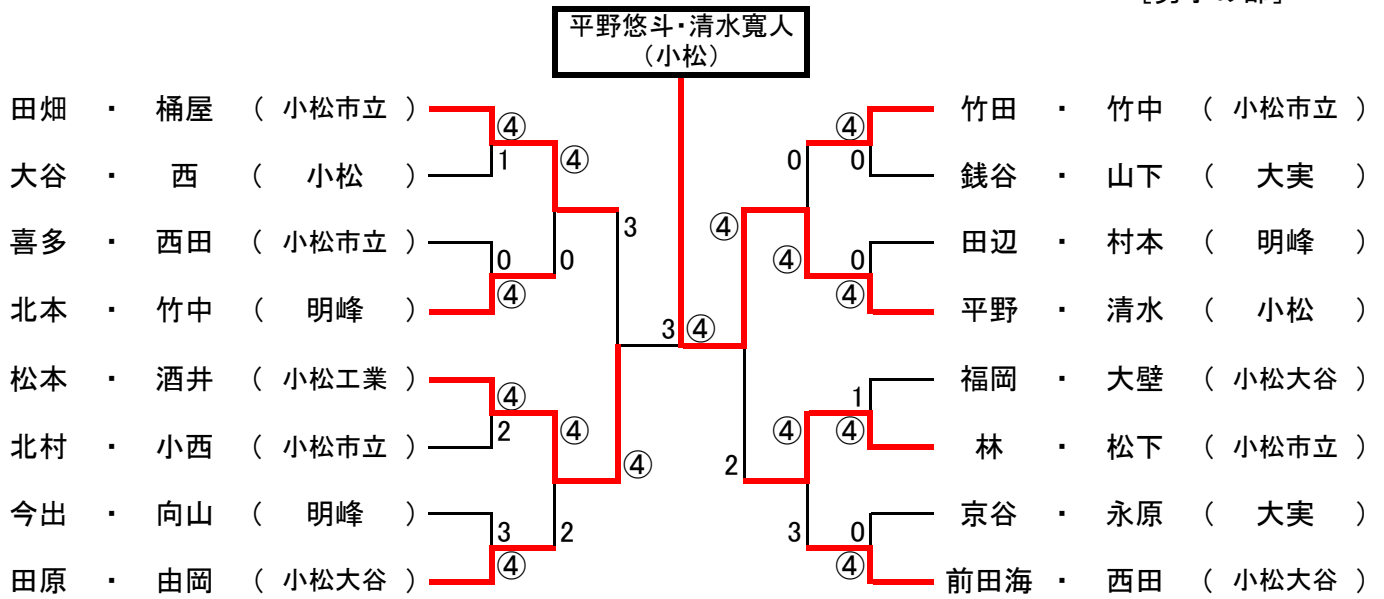 平野悠斗・清水寛人
（小松）
田畑 ・ 桶屋 （ 小松市立 ）
④
1
④
大谷 ・ 西 （ 小松 ）
喜多 ・ 西田 （ 小松市立 ）
0
④
0
3
北本 ・ 竹中 （ 明峰 ）
松本 ・ 酒井 （ 小松工業 ）
④
2
④
④
北村 ・ 小西 （ 小松市立 ）
今出 ・ 向山 （ 明峰 ）
3
④
2
田原 ・ 由岡 （ 小松大谷 ）
3 ④
竹田 ・ 竹中 （ 小松市立 ）
④
0
0
銭谷 ・ 山下 （ 大実 ）
④
田辺 ・ 村本 （ 明峰 ）
④
0
④
平野 ・ 清水 （ 小松 ）
福岡 ・ 大壁 （ 小松大谷 ）
1
④
④
2
林 ・ 松下 （ 小松市立 ）
京谷 ・ 永原 （ 大実 ）
3
0
④
前田海 ・ 西田 （ 小松大谷 ）